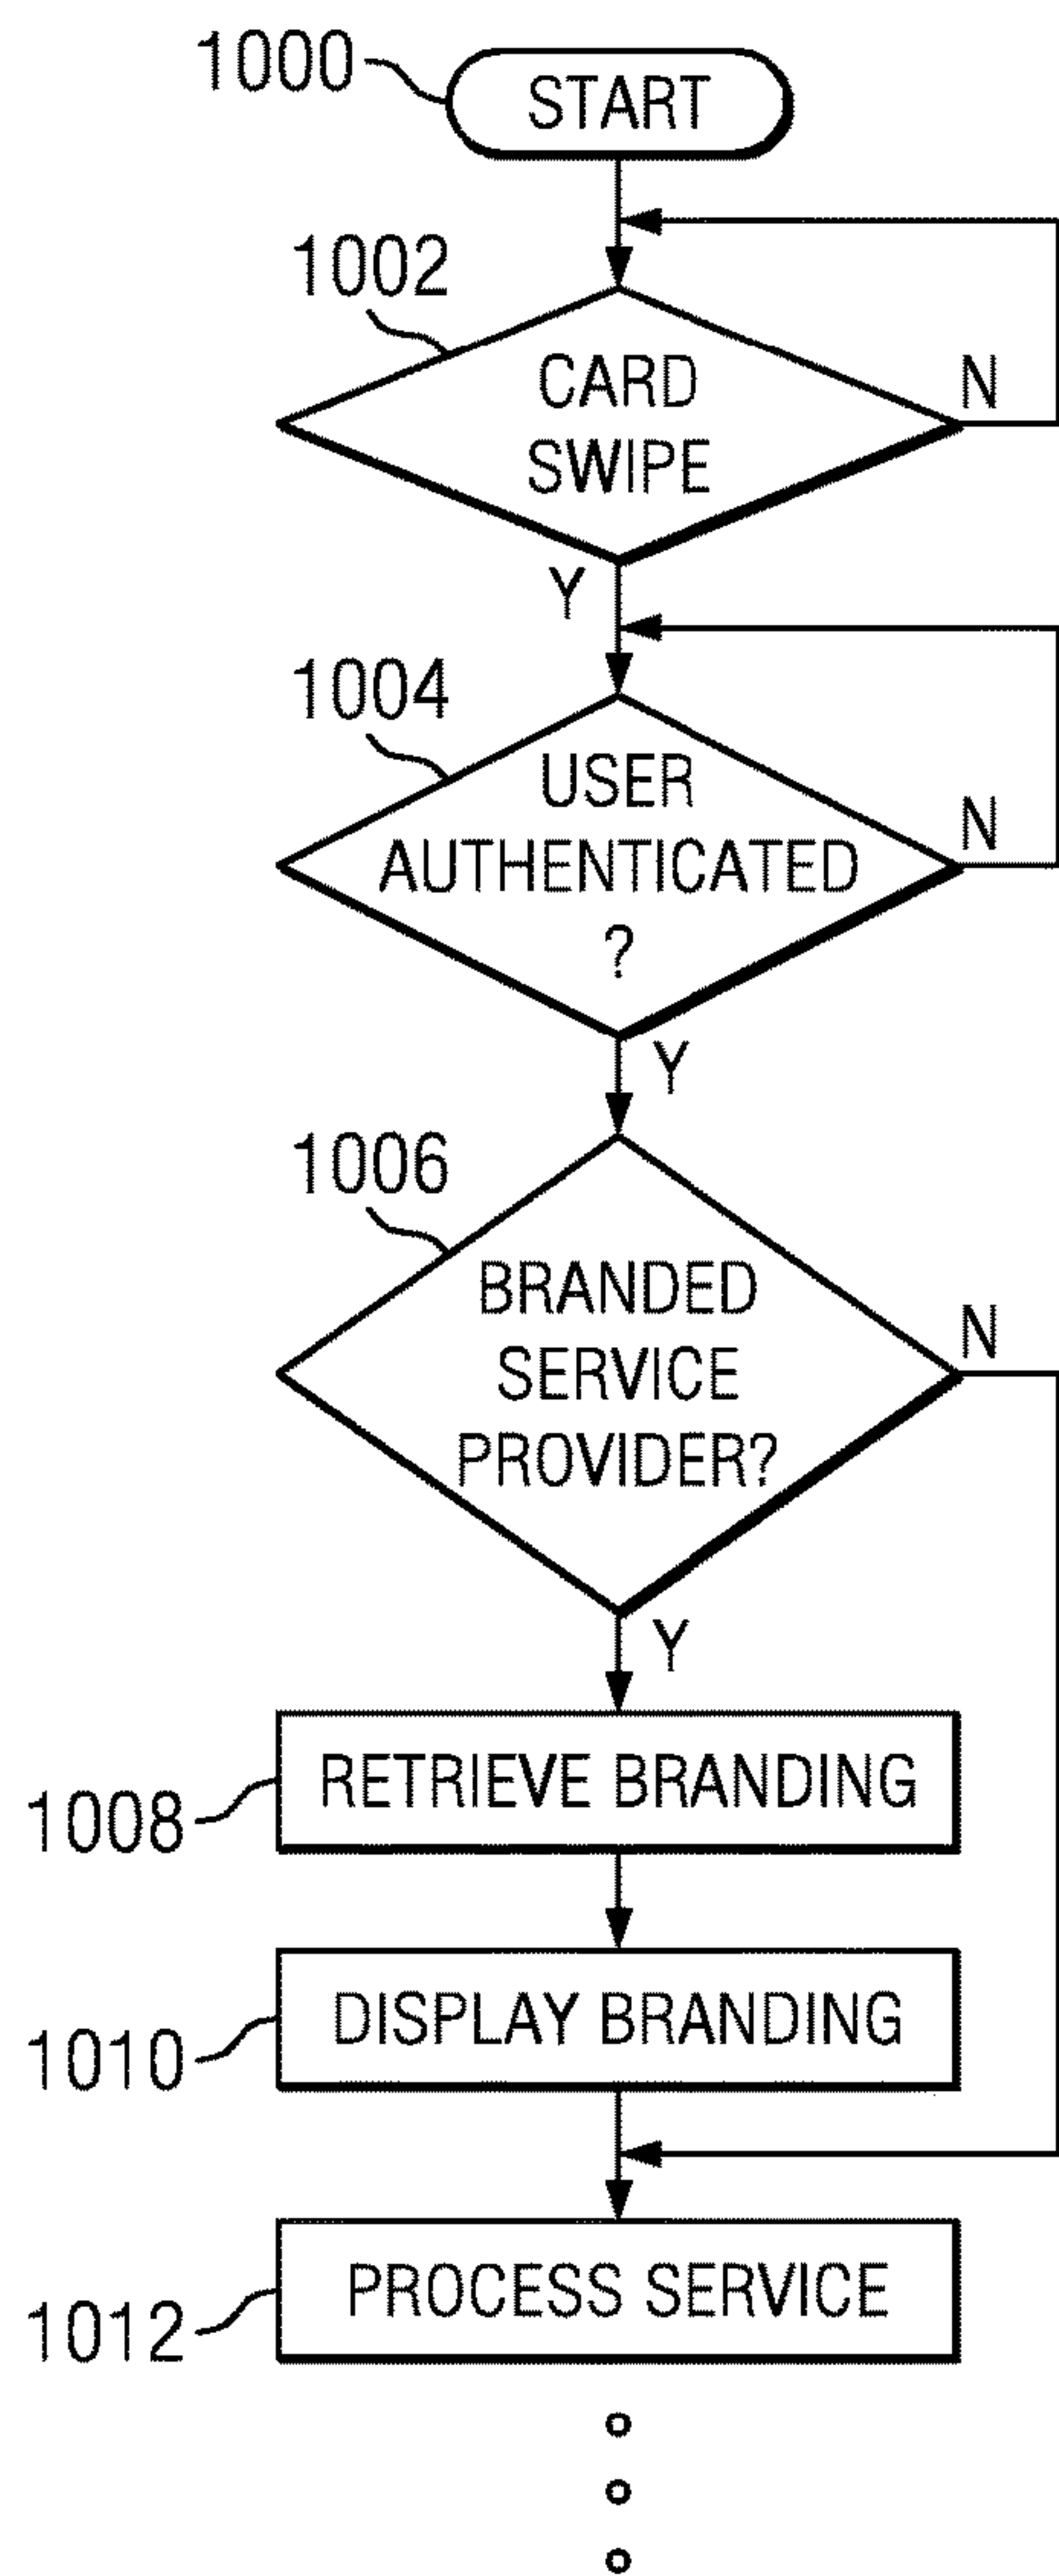 1000
START
1002
CARD
SWIPE
N
Y
1004
USER
AUTHENTICATED
?
N
Y
1006
BRANDED
SERVICE
PROVIDER?
N
Y
RETRIEVE BRANDING
1008
DISPLAY BRANDING
1010
PROCESS SERVICE
1012